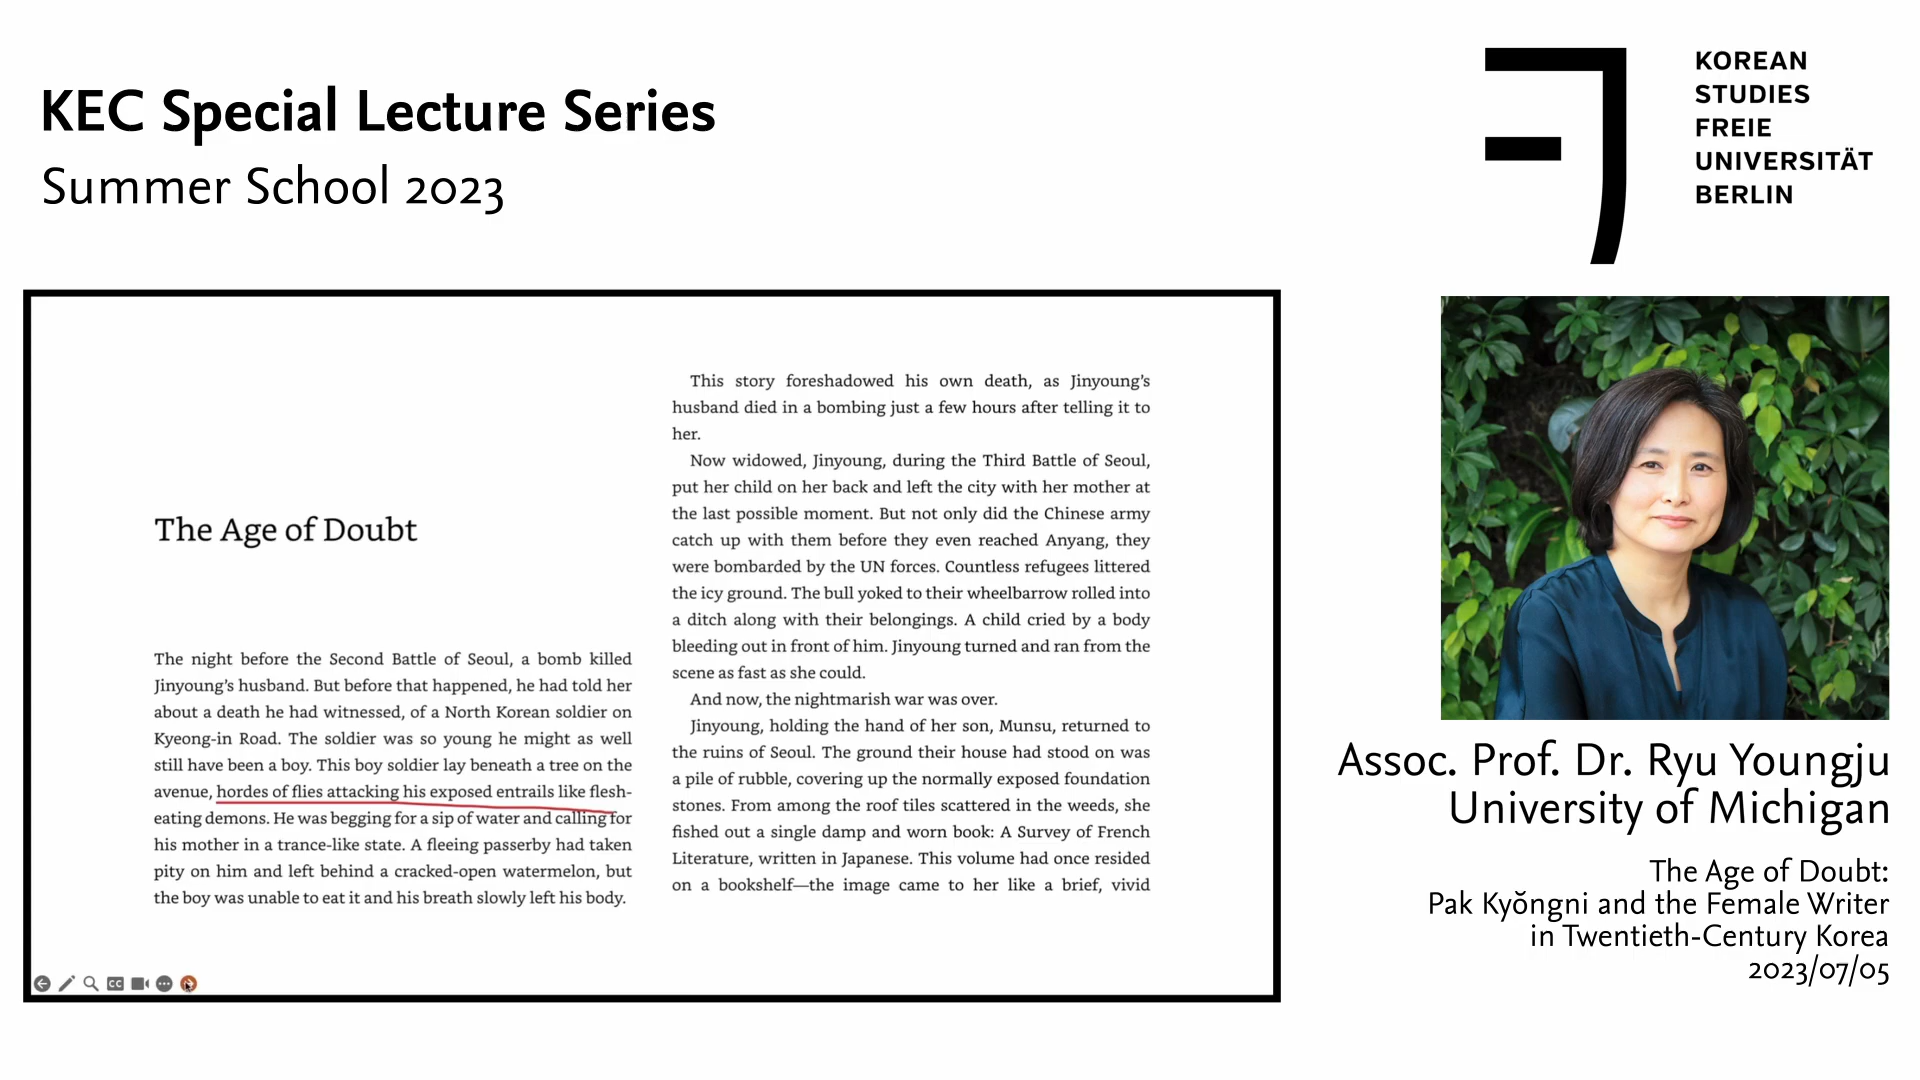 KEC Special Lecture Series
Summer School 2023
KOREAN
STUDIES
FREIE
UNIVERSITÄT
BERLIN
The Age of Doubt
The night before the Second Battle of Seoul, a bomb killed
Jinyoung’s husband. But before that happened, he had told her
about a death he had witnessed, of a North Korean soldier on
Kyeong-in Road. The soldier was so young he might as well
still have been a boy. This boy soldier lay beneath a tree on the
avenue, hordes of flies attacking his exposed entrails like flesh-
eating demons. He was begging for a sip of water and calling for
his mother in a trance-like state. A fleeing passerby had taken
pity on him and left behind a cracked-open watermelon, but
the boy was unable to eat it and his breath slowly left his body.
This story foreshadowed his own death, as Jinyoung’s
husband died in a bombing just a few hours after telling it to
her.
Now widowed, Jinyoung, during the Third Battle of Seoul,
put her child on her back and left the city with her mother at
the last possible moment. But not only did the Chinese army
catch up with them before they even reached Anyang, they
were bombarded by the UN forces. Countless refugees littered
the icy ground. The bull yoked to their wheelbarrow rolled into
a ditch along with their belongings. A child cried by a body
bleeding out in front of him. Jinyoung turned and ran from the
scene as fast as she could.
And now, the nightmarish war was over.
Jinyoung, holding the hand of her son, Munsu, returned to
the ruins of Seoul. The ground their house had stood on was
a pile of rubble, covering up the normally exposed foundation
stones. From among the roof tiles scattered in the weeds, she
fished out a single damp and worn book: A Survey of French
Literature, written in Japanese. This volume had once resided
on a bookshelf—the image came to her like a brief, vivid
CC
Assoc. Prof. Dr. Ryu Youngju
University of Michigan
The Age of Doubt:
Pak Kyŏngni and the Female Writer
in Twentieth-Century Korea
2023/07/05